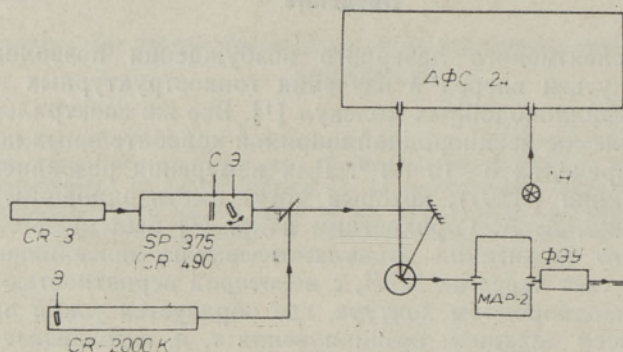 ДФС 24
С Э
Н
CR-3
SP-375
(CR-490)
ФЭУ
МДР-2
Э
CR-2000K